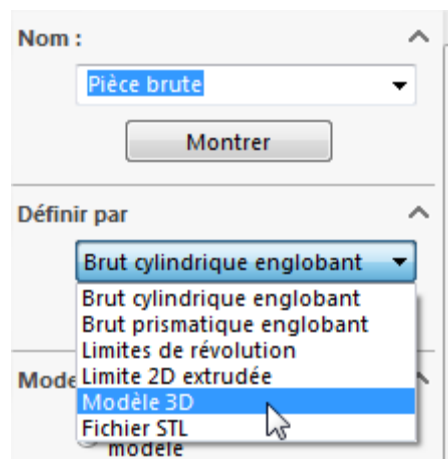 Nom :
Pièce brute
Montrer
Définir par
Brut cylindrique englobant
Brut cylindrique englobant
Brut prismatique englobant
Limites de révolution
Limite 2D extrudée
Modèle 3D
Fichier STL
modèle